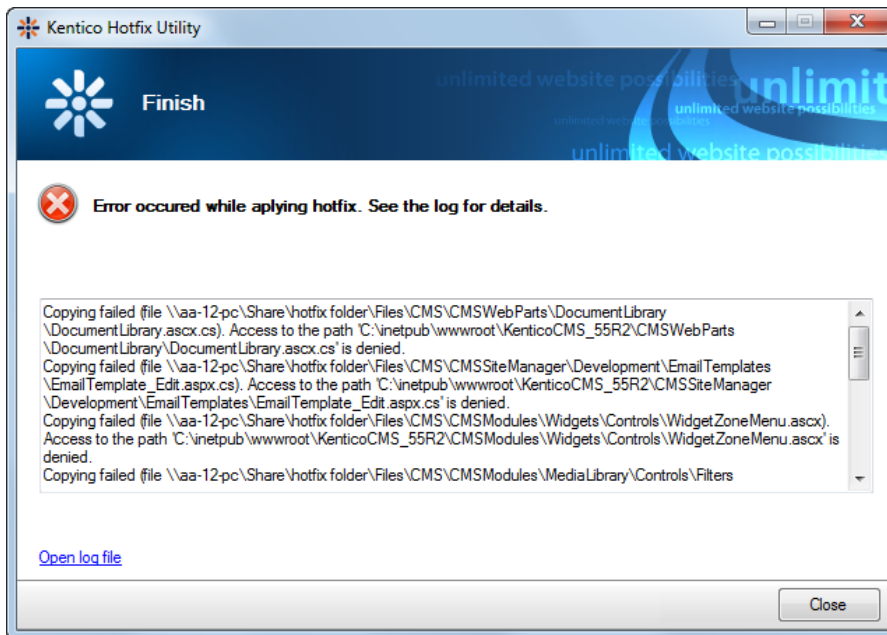 Kentico Hotfix Utility
unlimited website possibilities
unlimit
unlimited website possibilities
unlimited website possibilities
Finish
unlimited website possibilitie
Error occured while aplying hotfix. See the log for details.
Copying failed (file \\aa-12-pc\Share\hotfix folder\Files\CMS\CMSWebParts\DocumentLibrary
\DocumentLibrary.ascx.cs). Access to the path 'C:\inetpub\wwwroot\KenticoCMS_55R2\CMSWebParts
\DocumentLibrary\DocumentLibrary.ascx.cs' is denied.
Copying failed (file \\aa-12-pc\Share\hotfix folder\Files\CMS\CMSSiteManager\Development\EmailTemplates
\EmailTemplate_Edit.aspx.cs). Access to the path 'C:\inetpub\wwwroot\KenticoCMS_55R2\CMSSiteManager
\Development\EmailTemplates\EmailTemplate_Edit.aspx.cs' is denied.
Copying failed (file \\aa-12-pc\Share\hotfix folder\Files\CMS\CMSModules\Widgets\Controls\WidgetZoneMenu.ascx).
Access to the path 'C:\inetpub\wwwroot\KenticoCMS_55R2\CMSModules\Widgets\Controls\WidgetZoneMenu.ascx' is
denied.
Copying failed (file \\aa-12-pc\Share\hotfix folder\Files\CMS\CMSModules\MediaLibrary\Controls\Filters
Open log file
Close